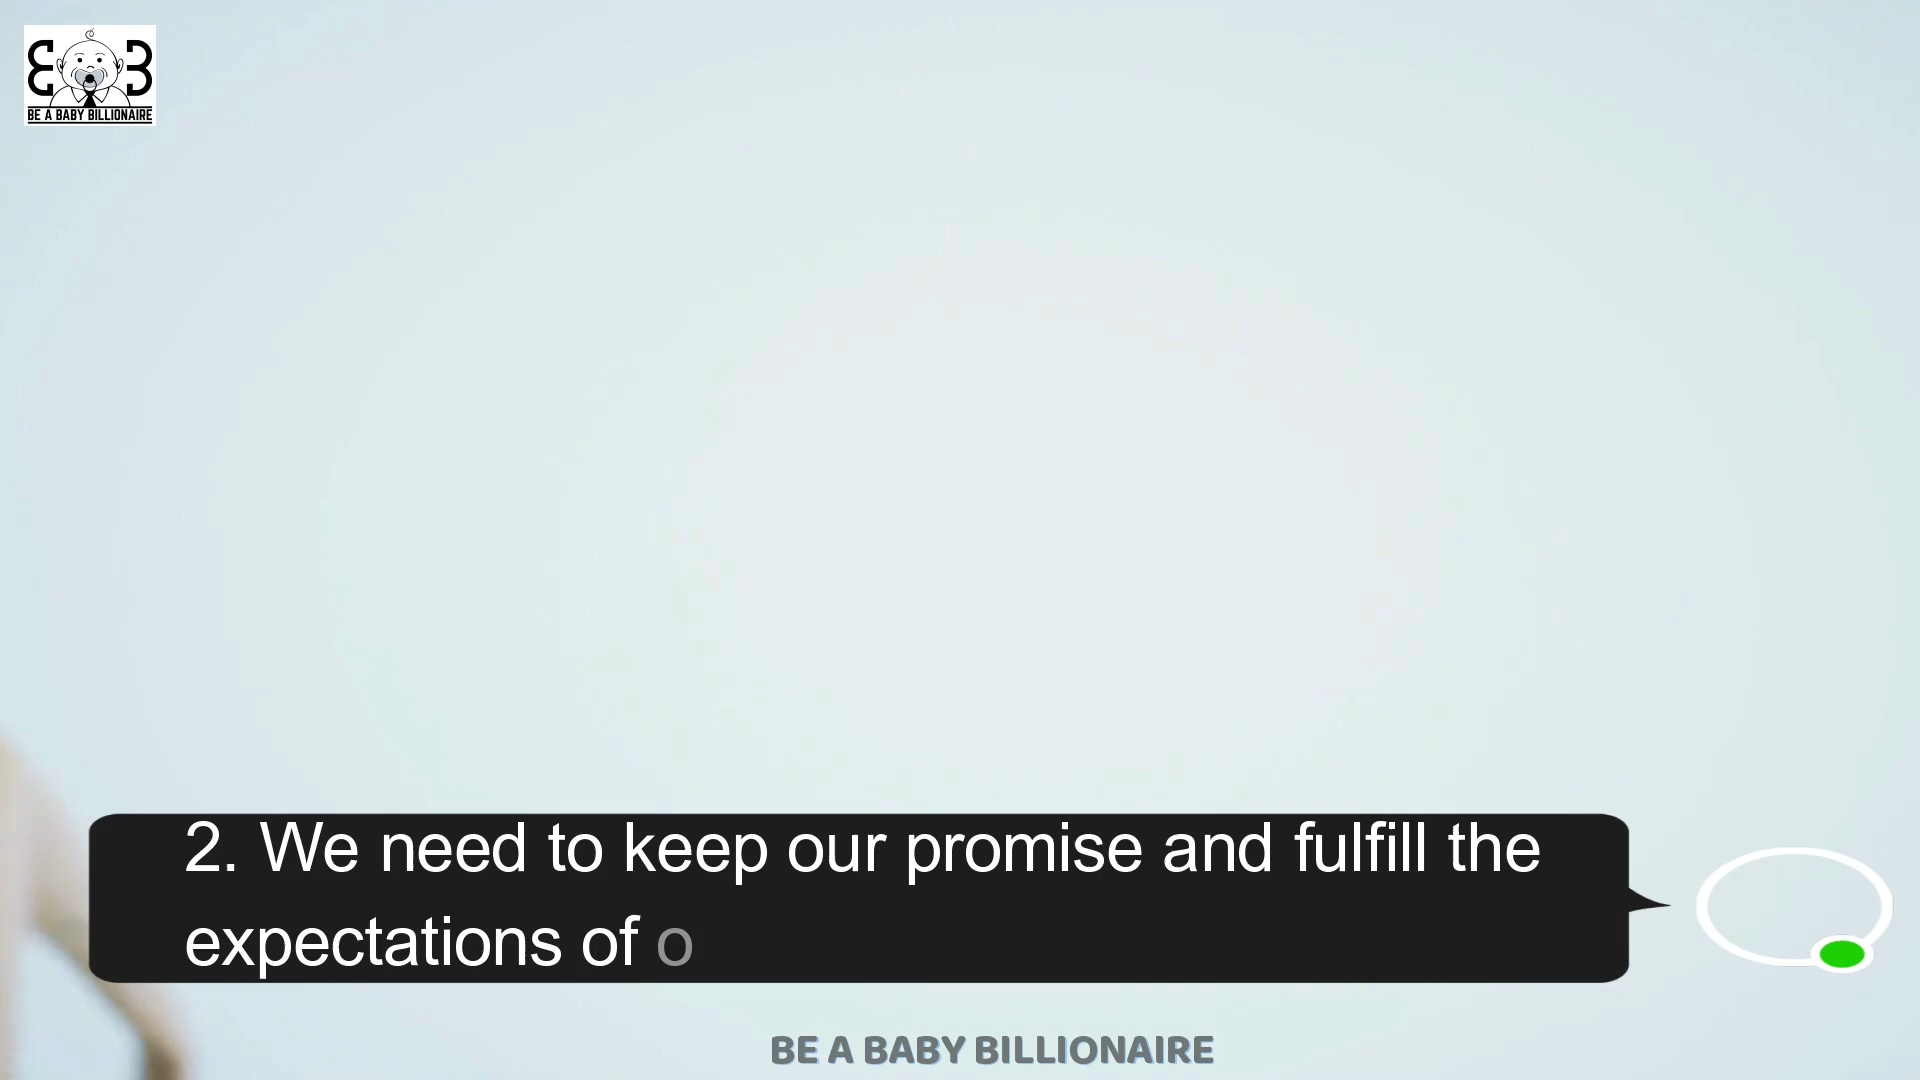 BE A BABY BILLIONAIRE
2. We need to keep our promise and fulfill the
expectations of o
BE A BABY BILLIONAIRE